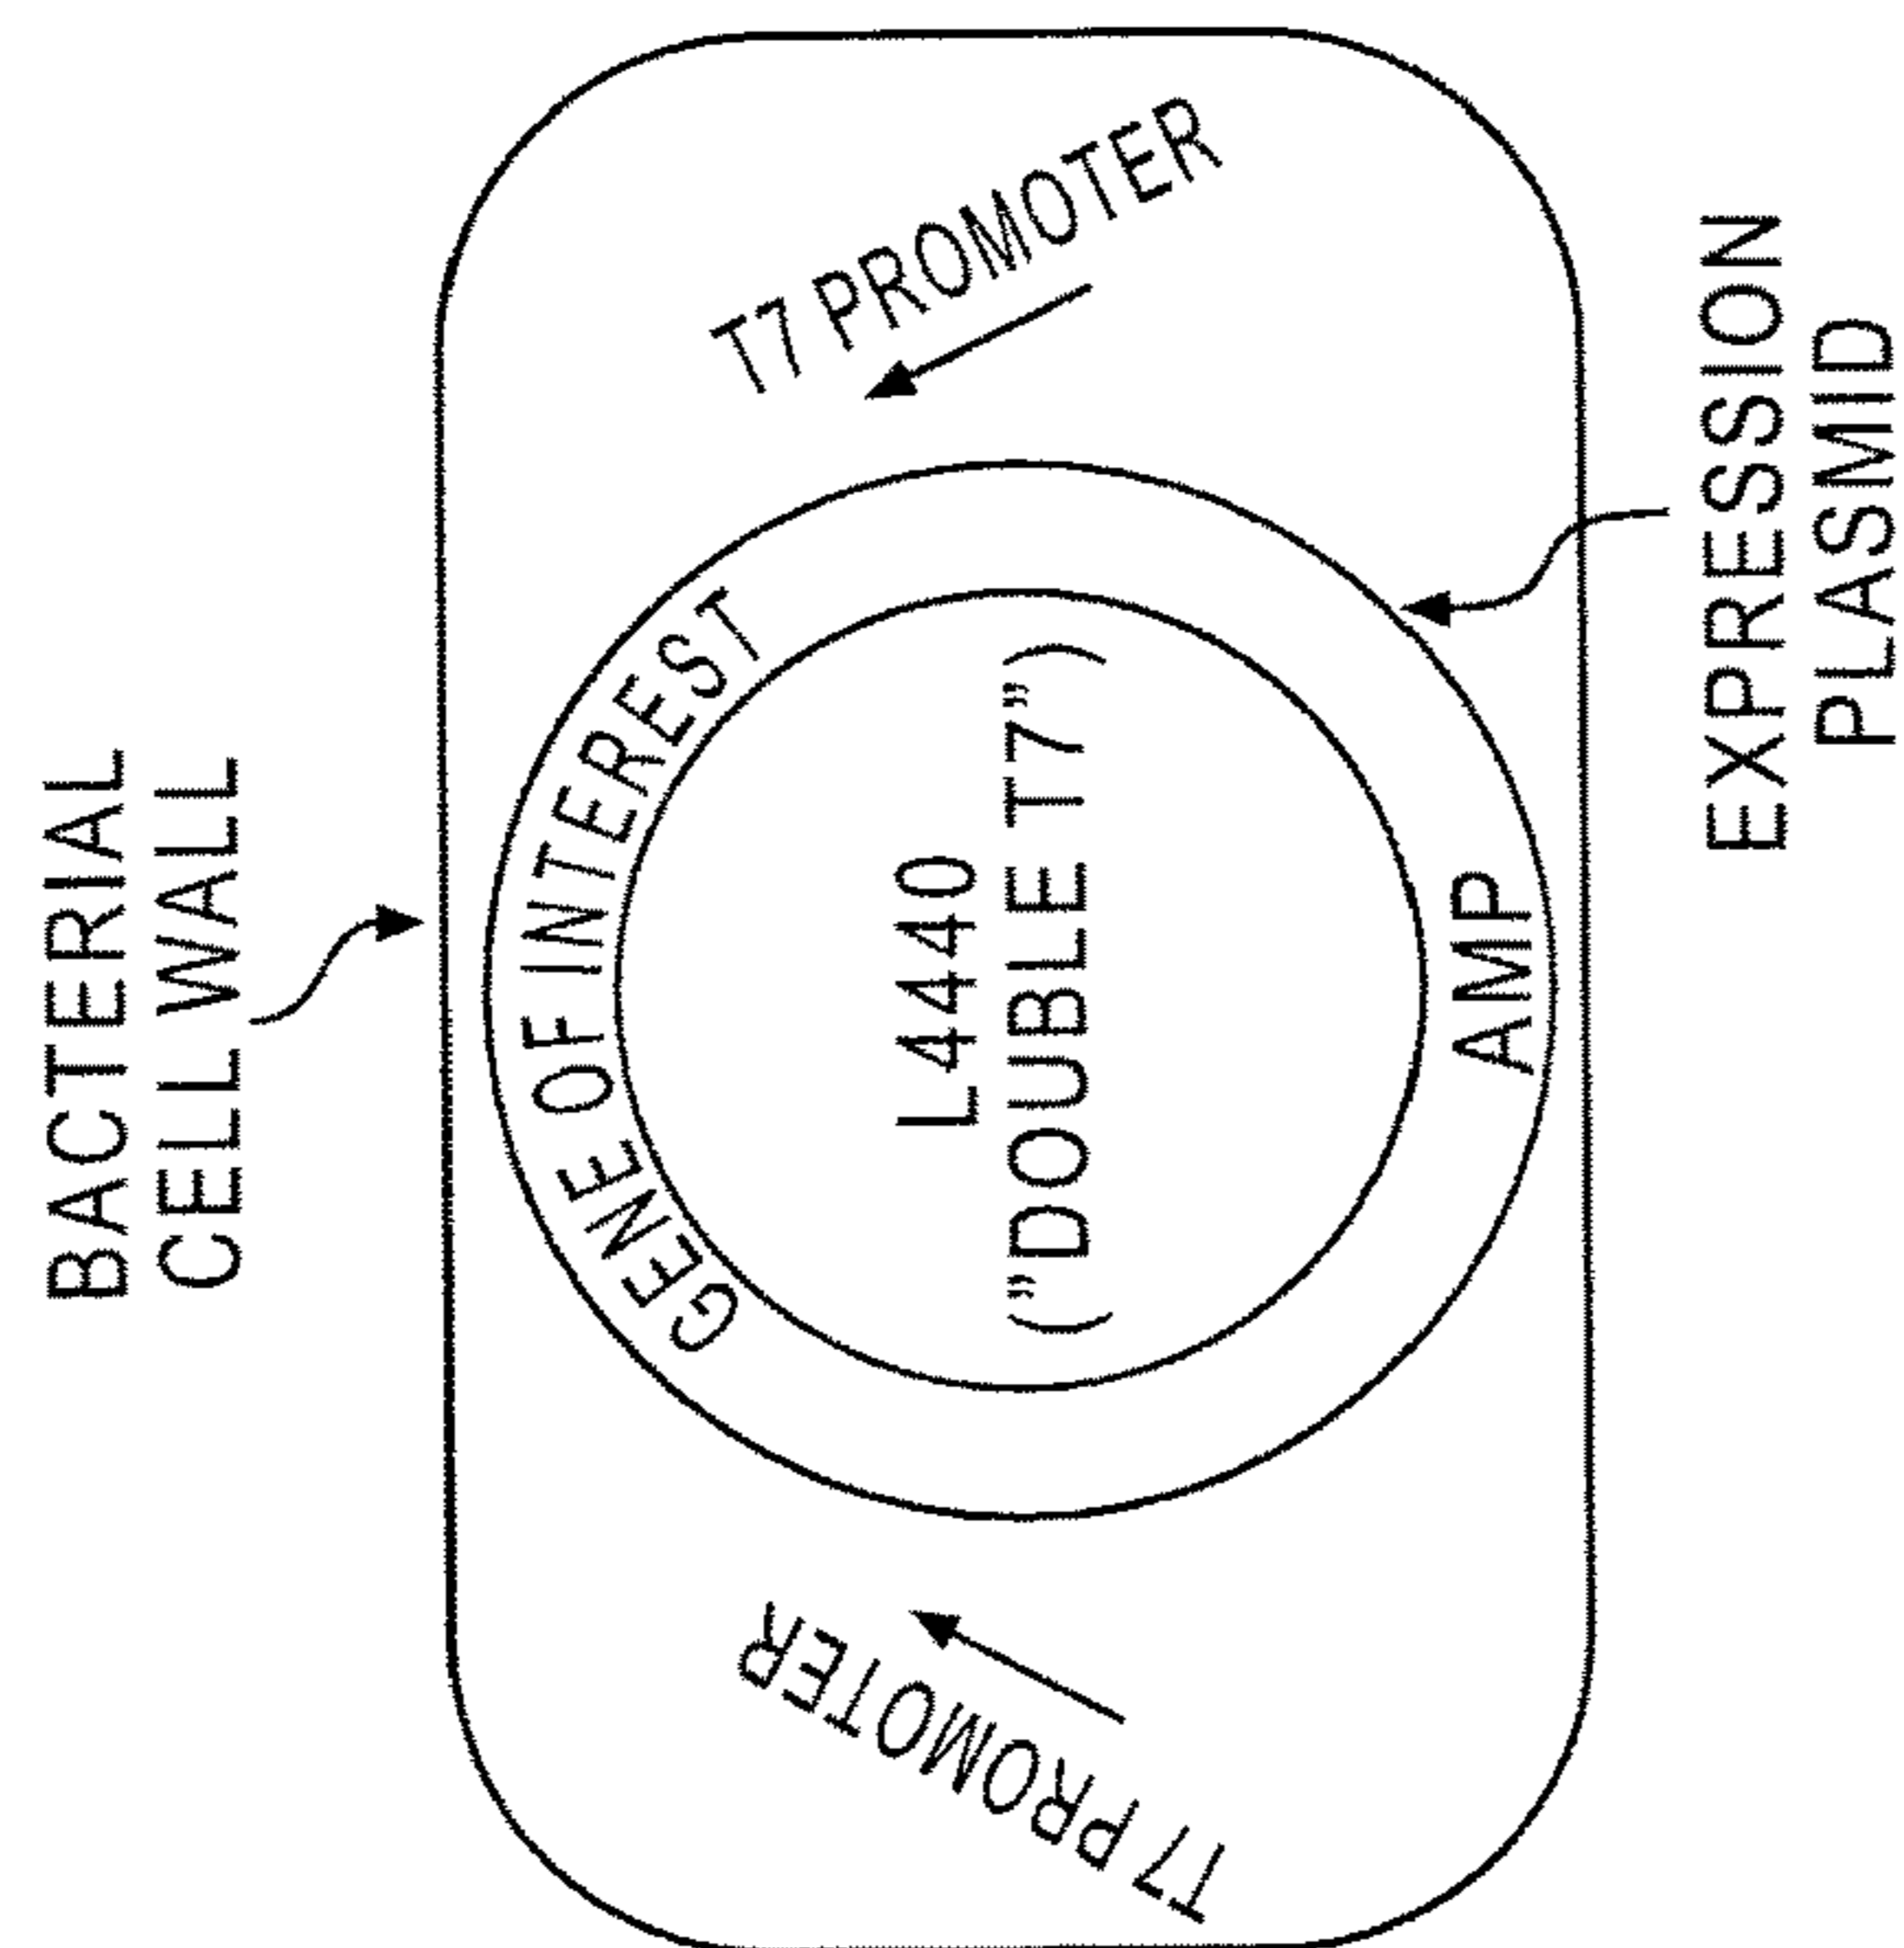 BACTERIAL
CELL WALL
T7 PROMOTER
GENE OF INTEREST
T7 PROMOTER
L4440
(”DOUBLE T7”)
AMP
EXPRESSION
PLASMID